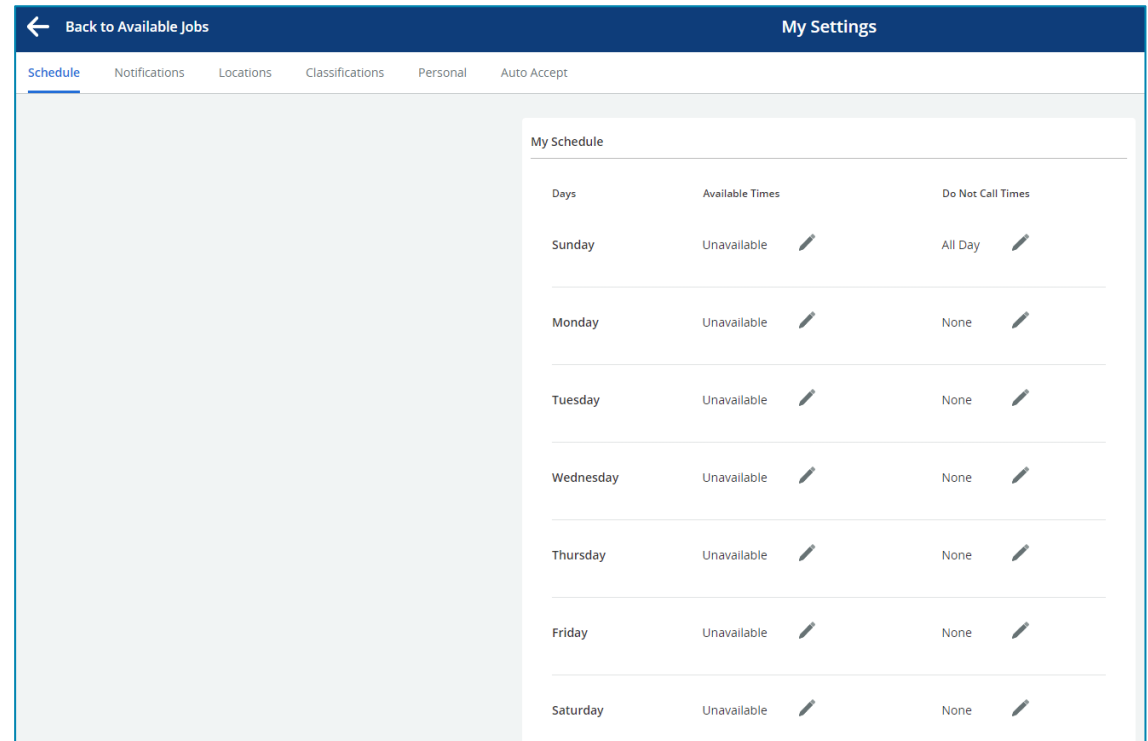 Back to Available Jobs My Settings
Schedule Notifications Locations Classifications Personal Auto Accept
My Schedule
Days Available Times Do Not Call Times
Sunday Unavailable All Day
Monday Unavailable None
Tuesday Unavailable None
Wednesday Unavailable None
Thursday Unavailable None
Friday Unavailable None
Saturday Unavailable None